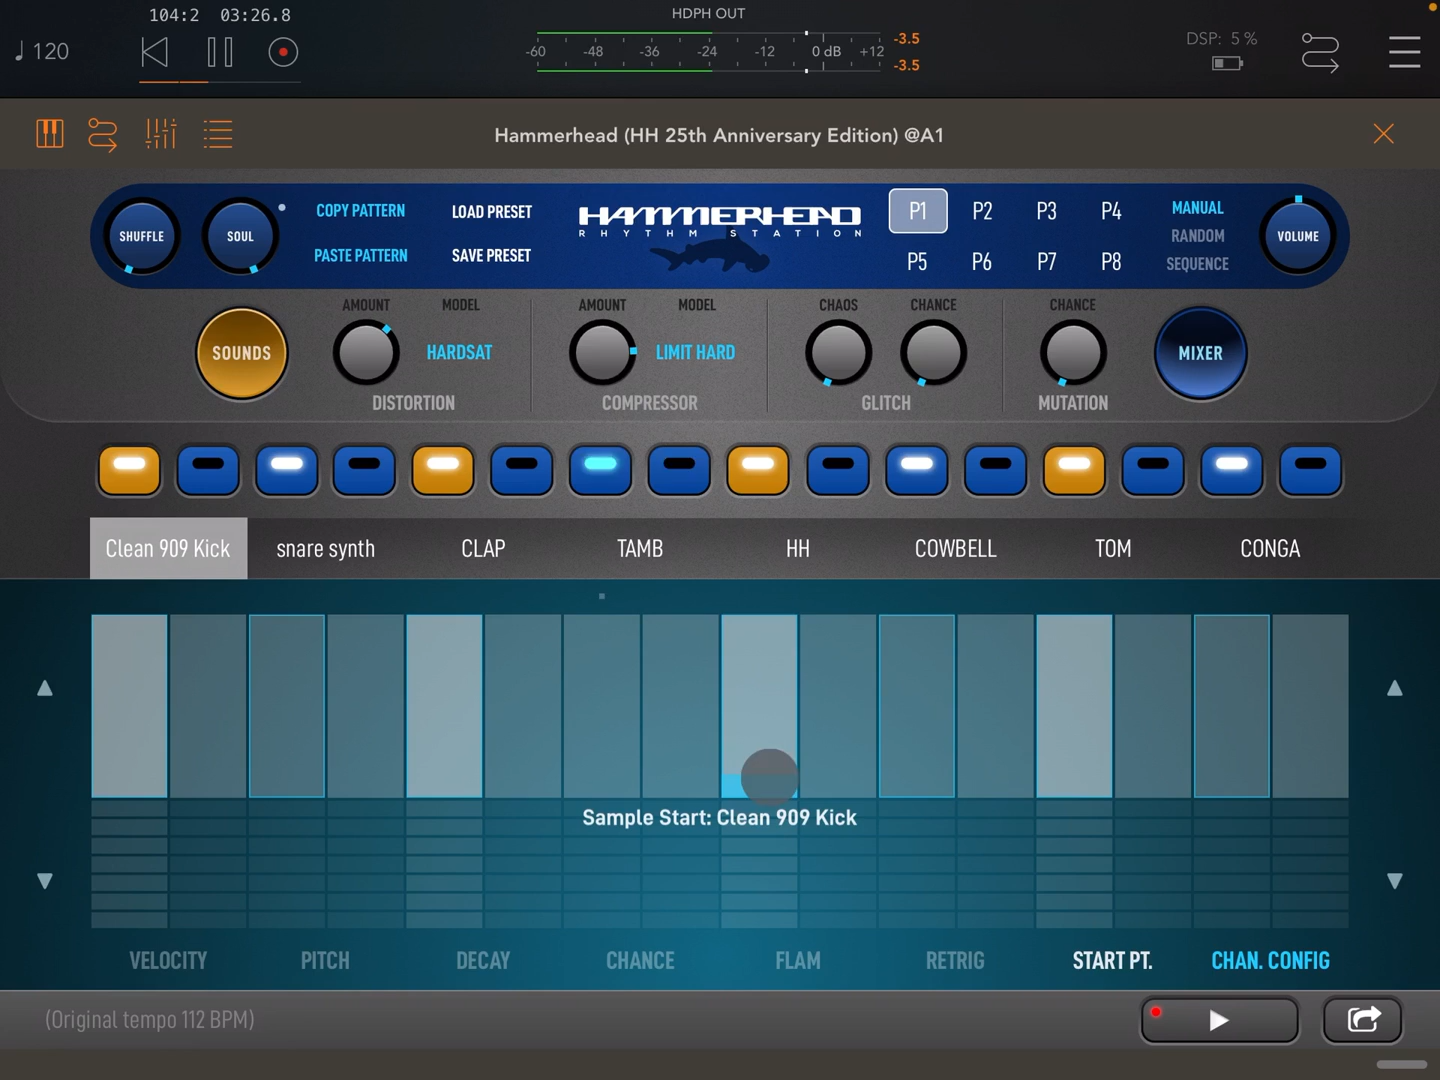 104:2 03:26.8
HDPH OUT
♩ 120
-60 -48 -36 -24 -12 0 dB +12
-3.5
-3.5
DSP: 5 %
Hammerhead (HH 25th Anniversary Edition) @A1
SHUFFLE
SOUL
COPY PATTERN
PASTE PATTERN
LOAD PRESET
SAVE PRESET
HAMMERHEAD
RHYTHM STATION
P1 P2 P3 P4
P5 P6 P7 P8
MANUAL
RANDOM
SEQUENCE
VOLUME
SOUNDS
AMOUNT MODEL
HARDSAT
DISTORTION
AMOUNT MODEL
LIMIT HARD
COMPRESSOR
CHAOS CHANCE
GLITCH
CHANCE
MUTATION
MIXER
Clean 909 Kick snare synth CLAP TAMB HH COWBELL TOM CONGA
Sample Start: Clean 909 Kick
VELOCITY PITCH DECAY CHANCE FLAM RETRIG START PT. CHAN. CONFIG
(Original tempo 112 BPM)